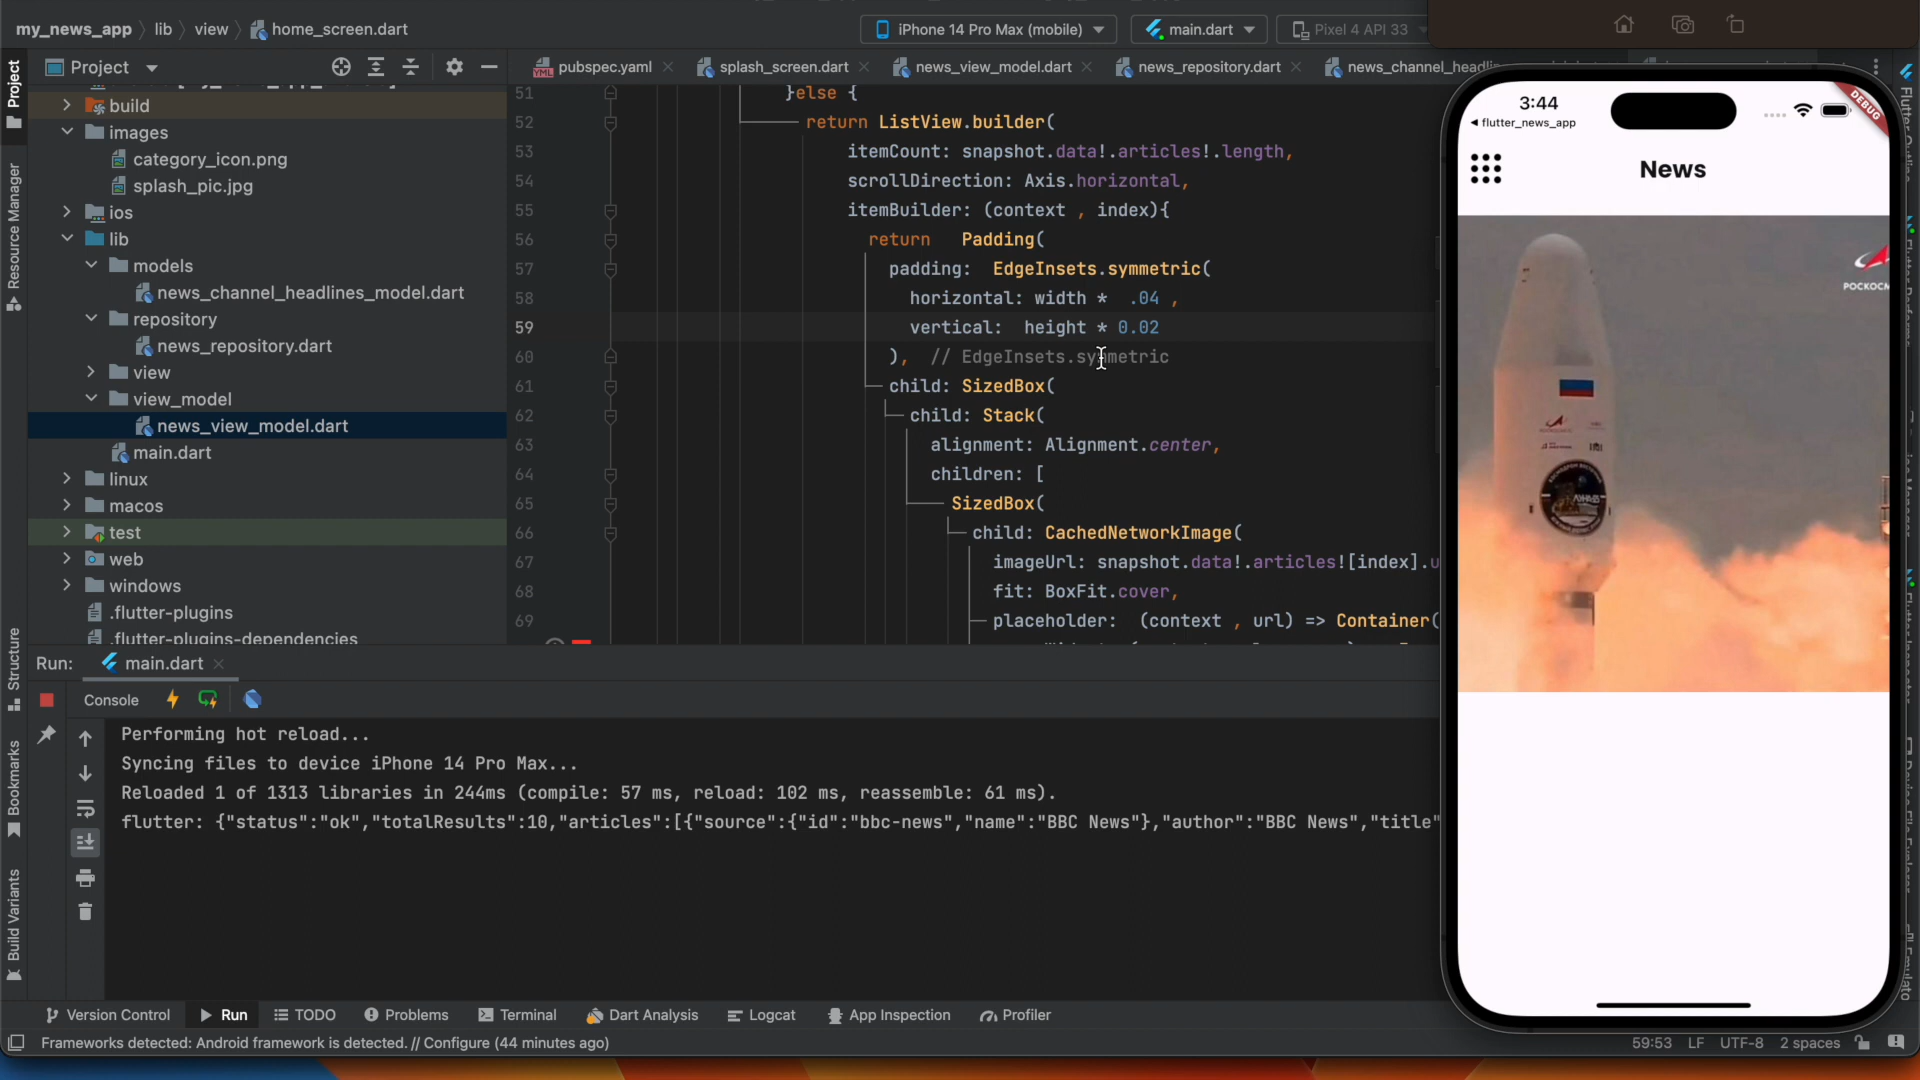 my_news_app lib view home_screen.dart
iPhone 14 Pro Max (mobile) main.dart Pixel 4 API 33
Project
pubspec.yaml splash_screen.dart news_view_model.dart news_repository.dart news_channel_headlin
build
images
category_icon.png
splash_pic.jpg
ios
lib
models
news_channel_headlines_model.dart
repository
news_repository.dart
view
view_model
news_view_model.dart
main.dart
linux
macos
test
web
windows
.flutter-plugins
.flutter-plugins-dependencies
Project
Resource Manager
Structure
Bookmarks
Build Variants
51 }else {
52 return ListView.builder(
53 itemCount: snapshot.data!.articles!.length,
54 scrollDirection: Axis.horizontal,
55 itemBuilder: (context , index){
56 return Padding(
57 padding: EdgeInsets.symmetric(
58 horizontal: width * .04 ,
59 vertical: height * 0.02
60 ), // EdgeInsets.symmetric
61 child: SizedBox(
62 child: Stack(
63 alignment: Alignment.center,
64 children: [
65 SizedBox(
66 child: CachedNetworkImage(
67 imageUrl: snapshot.data!.articles![index].u
68 fit: BoxFit.cover,
69 placeholder: (context , url) => Container(
3:44
flutter_news_app
DEBUG
News
РОСКОСМ
Run: main.dart
Console
Performing hot reload...
Syncing files to device iPhone 14 Pro Max...
Reloaded 1 of 1313 libraries in 244ms (compile: 57 ms, reload: 102 ms, reassemble: 61 ms).
flutter: {"status":"ok","totalResults":10,"articles":[{"source":{"id":"bbc-news","name":"BBC News"},"author":"BBC News","title"
Version Control Run TODO Problems Terminal Dart Analysis Logcat App Inspection Profiler
Frameworks detected: Android framework is detected. // Configure (44 minutes ago)
59:53 LF UTF-8 2 spaces